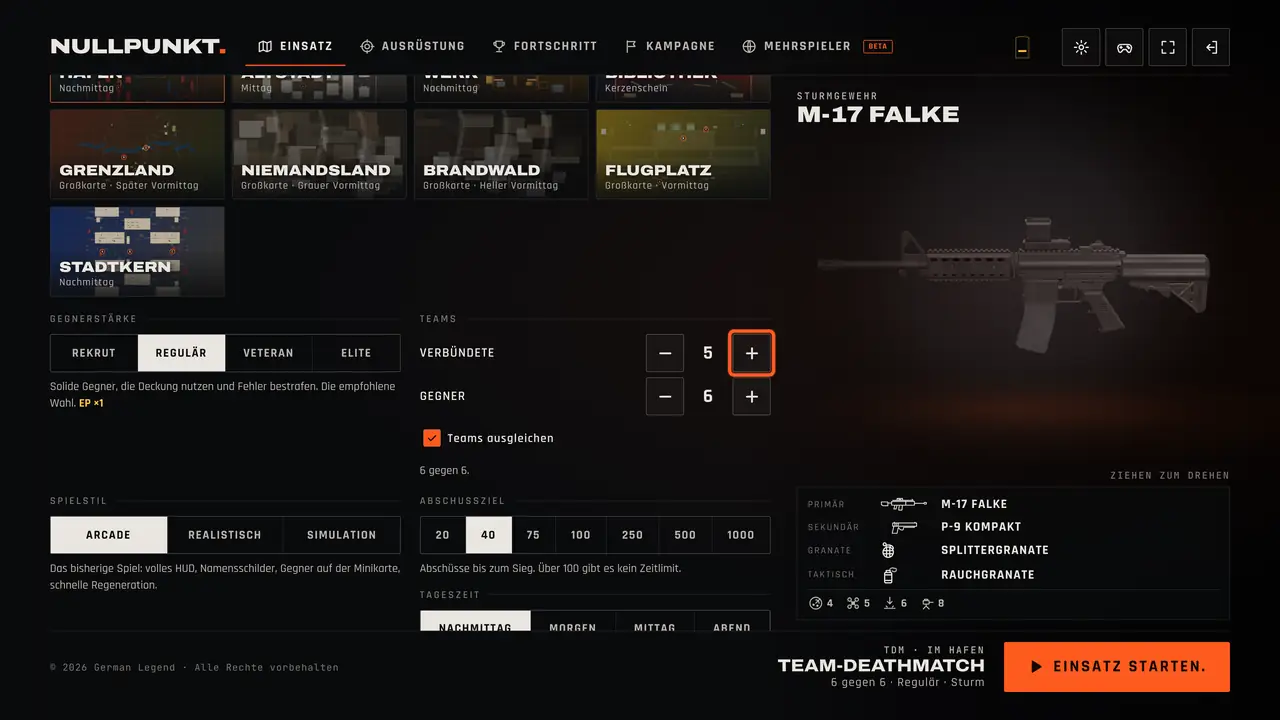 NULLPUNKT.
EINSATZ
AUSRÜSTUNG
FORTSCHRITT
KAMPAGNE
MEHRSPIELER
BETA
HAFEN
Nachmittag
ALTSTADT
Mittag
WERK
Nachmittag
BIBLIOTHEK
Kerzenschein
GRENZLAND
Großkarte · Später Vormittag
NIEMANDSLAND
Großkarte · Grauer Vormittag
BRANDWALD
Großkarte · Heller Vormittag
FLUGPLATZ
Großkarte · Vormittag
STADTKERN
Nachmittag
STURMGEWEHR
M-17 FALKE
GEGNERSTÄRKE
REKRUT
REGULÄR
VETERAN
ELITE
Solide Gegner, die Deckung nutzen und Fehler bestrafen. Die empfohlene
Wahl. EP ×1
TEAMS
VERBÜNDETE
− 5 +
GEGNER
− 6 +
Teams ausgleichen
6 gegen 6.
SPIELSTIL
ARCADE
REALISTISCH
SIMULATION
Das bisherige Spiel: volles HUD, Namensschilder, Gegner auf der Minikarte,
schnelle Regeneration.
ABSCHUSSZIEL
20 40 75 100 250 500 1000
Abschüsse bis zum Sieg. Über 100 gibt es kein Zeitlimit.
TAGESZEIT
NACHMITTAG
MORGEN
MITTAG
ABEND
ZIEHEN ZUM DREHEN
PRIMÄR M-17 FALKE
SEKUNDÄR P-9 KOMPAKT
GRANATE SPLITTERGRANATE
TAKTISCH RAUCHGRANATE
4 5 6 8
© 2026 German Legend · Alle Rechte vorbehalten
TDM · IM HAFEN
TEAM-DEATHMATCH
6 gegen 6 · Regulär · Sturm
EINSATZ STARTEN.